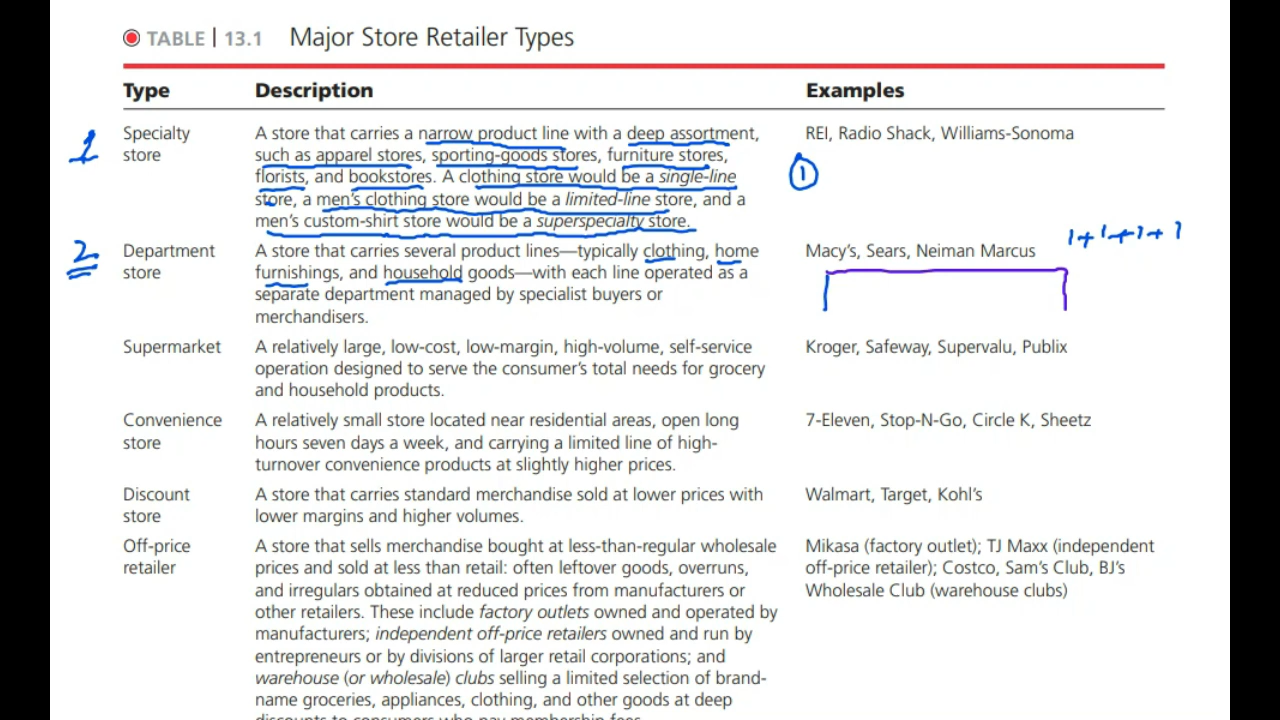 TABLE | 13.1 Major Store Retailer Types
Type Description Examples
1
Specialty
store
A store that carries a narrow product line with a deep assortment,
such as apparel stores, sporting-goods stores, furniture stores,
florists, and bookstores. A clothing store would be a single-line
store, a men's clothing store would be a limited-line store, and a
men's custom-shirt store would be a superspecialty store.
REI, Radio Shack, Williams-Sonoma
1
2
Department
store
A store that carries several product lines—typically clothing, home
furnishings, and household goods—with each line operated as a
separate department managed by specialist buyers or
merchandisers.
Macy's, Sears, Neiman Marcus
1+1+1+1
Supermarket
A relatively large, low-cost, low-margin, high-volume, self-service
operation designed to serve the consumer's total needs for grocery
and household products.
Kroger, Safeway, Supervalu, Publix
Convenience
store
A relatively small store located near residential areas, open long
hours seven days a week, and carrying a limited line of high-
turnover convenience products at slightly higher prices.
7-Eleven, Stop-N-Go, Circle K, Sheetz
Discount
store
A store that carries standard merchandise sold at lower prices with
lower margins and higher volumes.
Walmart, Target, Kohl's
Off-price
retailer
A store that sells merchandise bought at less-than-regular wholesale
prices and sold at less than retail: often leftover goods, overruns,
and irregulars obtained at reduced prices from manufacturers or
other retailers. These include factory outlets owned and operated by
manufacturers; independent off-price retailers owned and run by
entrepreneurs or by divisions of larger retail corporations; and
warehouse (or wholesale) clubs selling a limited selection of brand-
name groceries, appliances, clothing, and other goods at deep
discounts to consumers who pay membership fees.
Mikasa (factory outlet); TJ Maxx (independent
off-price retailer); Costco, Sam's Club, BJ's
Wholesale Club (warehouse clubs)